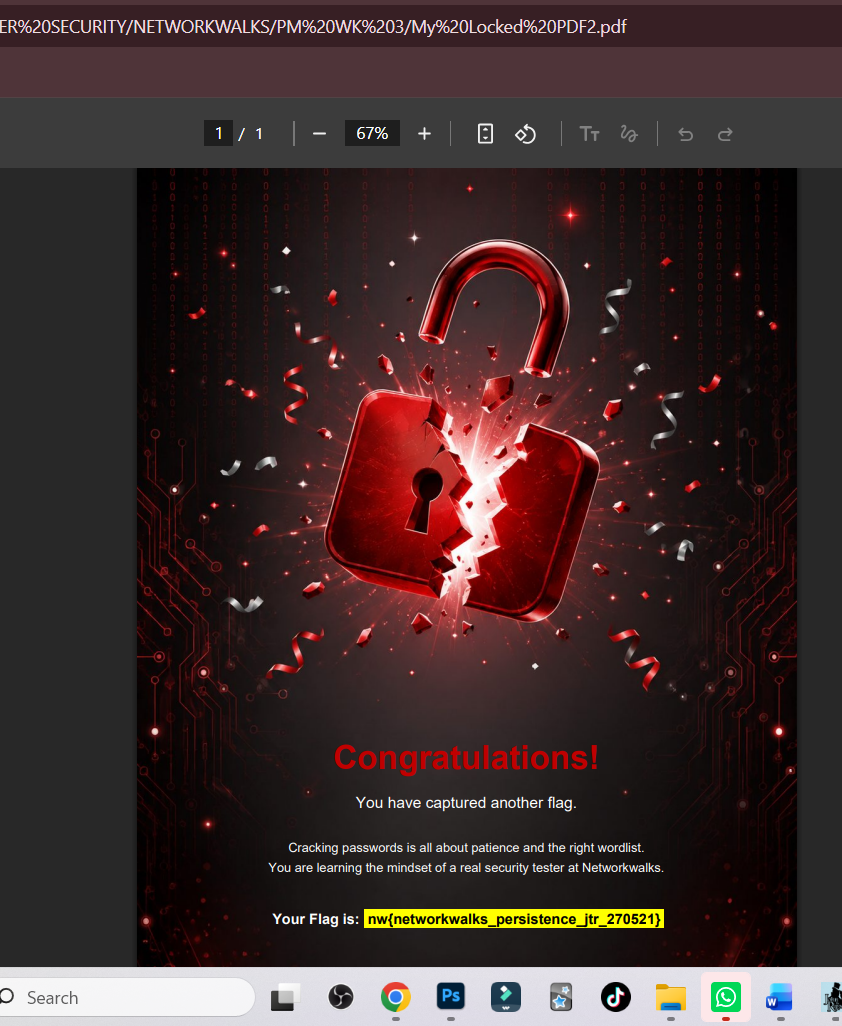 ER%20SECURITY/NETWORKWALKS/PM%20WK%203/My%20Locked%20PDF2.pdf
1 / 1
67%
Congratulations!
You have captured another flag.
Cracking passwords is all about patience and the right wordlist.
You are learning the mindset of a real security tester at Networkwalks.
Your Flag is: nw{networkwalks_persistence_jtr_270521}
Search
Ps
W